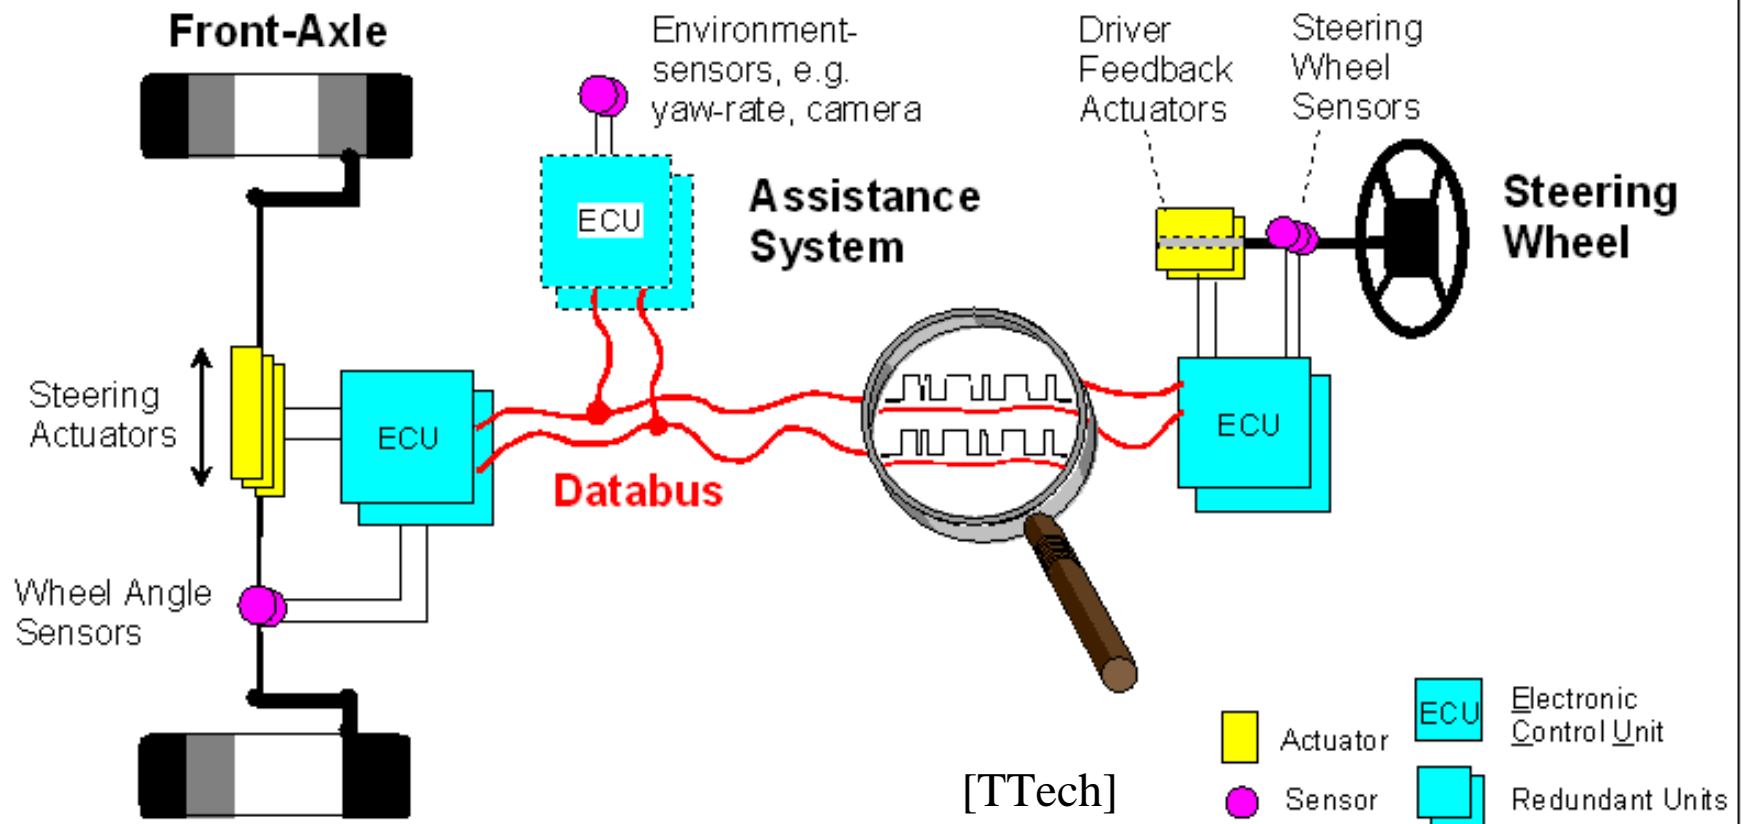 Front-Axle
Environment-
sensors, e.g.
yaw-rate, camera
Driver
Feedback
Actuators
Steering
Wheel
Sensors
ECU
Assistance
System
Steering
Wheel
Steering
Actuators
ECU
Databus
ECU
Wheel Angle
Sensors
[TTech]
Actuator
Sensor
ECU
Electronic
Control Unit
Redundant Units